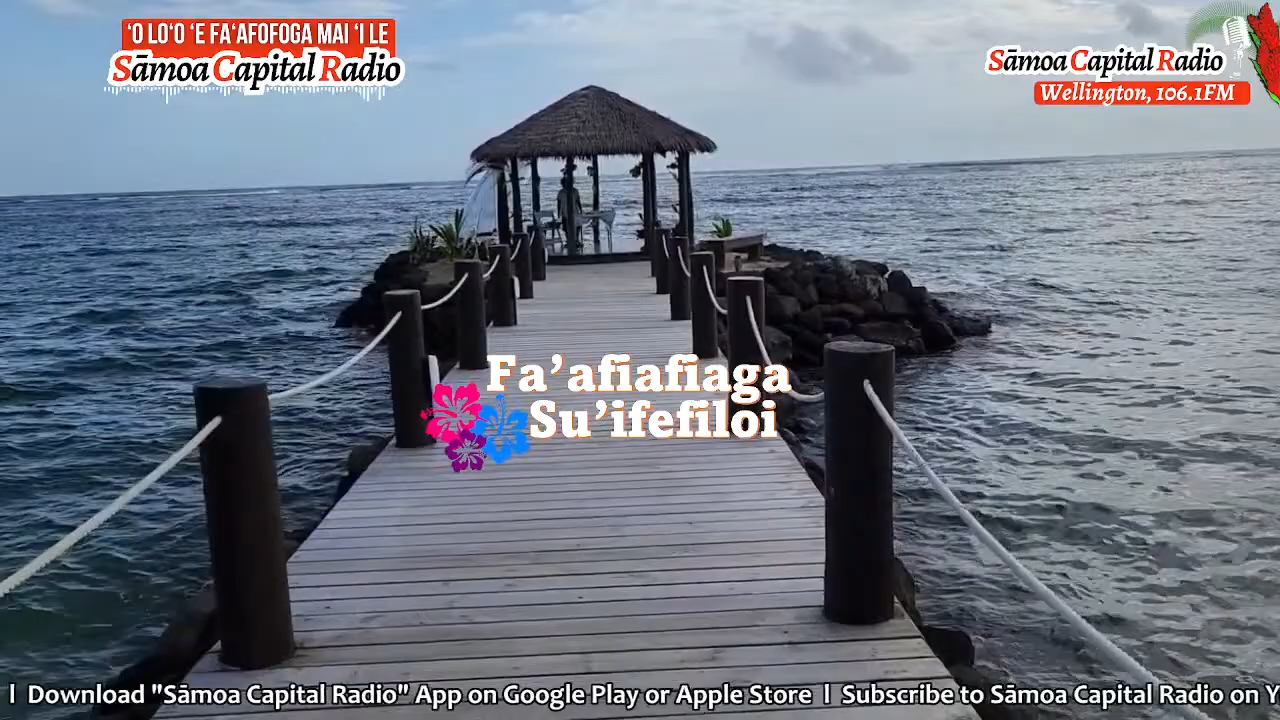 ‘O LO‘O ‘E FA‘AFOFOGA MAI ‘I LE
Sāmoa Capital Radio
Sāmoa Capital Radio
Wellington, 106.1FM
Fa’afiafiaga
Su’ifefiloi
l Download "Sāmoa Capital Radio" App on Google Play or Apple Store l Subscribe to Sāmoa Capital Radio on